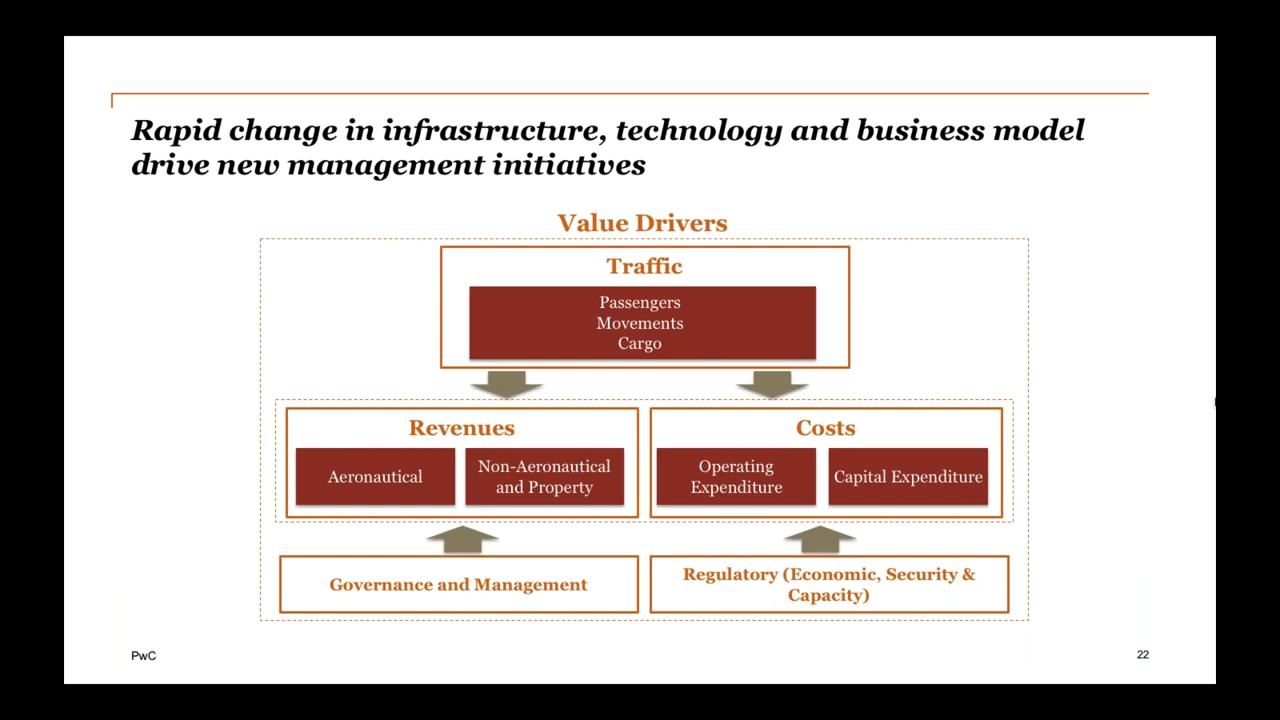 Rapid change in infrastructure, technology and business model
drive new management initiatives
Value Drivers
Traffic
Passengers
Movements
Cargo
Revenues
Aeronautical
Non-Aeronautical
and Property
Costs
Operating
Expenditure
Capital Expenditure
Governance and Management
Regulatory (Economic, Security &
Capacity)
PwC
22